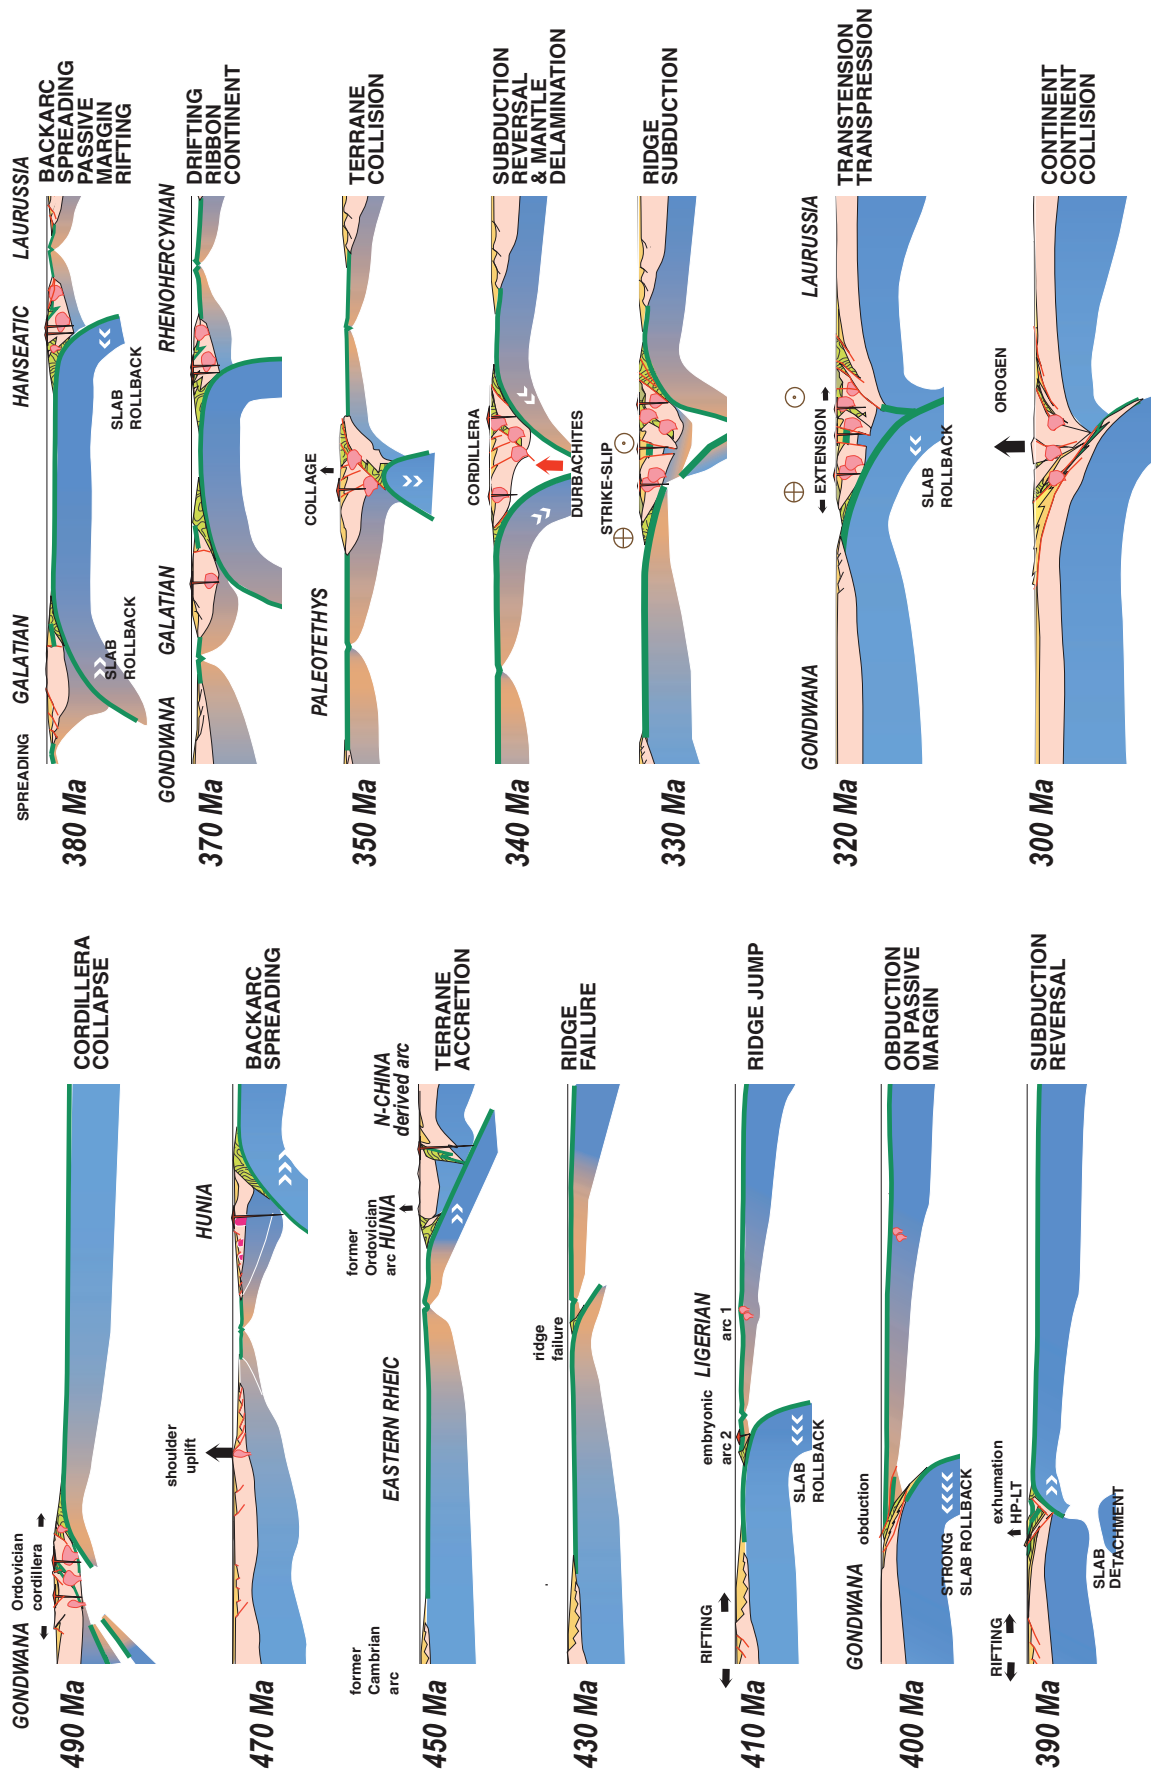 GONDWANA
Ordovician
cordillera
490 Ma
CORDILLERA
COLLAPSE
shoulder
uplift
HUNIA
470 Ma
BACKARC
SPREADING
former
Cambrian
arc
EASTERN RHEIC
former
Ordovician
arc HUNIA
N-CHINA
derived arc
450 Ma
TERRANE
ACCRETION
ridge
failure
430 Ma
RIDGE
FAILURE
RIFTING
embryonic
arc 2
LIGERIAN
arc 1
SLAB
ROLLBACK
410 Ma
RIDGE JUMP
GONDWANA
obduction
STRONG
SLAB ROLLBACK
400 Ma
OBDUCTION
ON PASSIVE
MARGIN
RIFTING
exhumation
HP-LT
SLAB
DETACHMENT
390 Ma
SUBDUCTION
REVERSAL
SPREADING
GALATIAN
HANSEATIC
LAURUSSIA
SLAB
ROLLBACK
SLAB
ROLLBACK
380 Ma
BACKARC
SPREADING
PASSIVE
MARGIN
RIFTING
GONDWANA
GALATIAN
RHENOHERCYNIAN
370 Ma
DRIFTING
RIBBON
CONTINENT
PALEOTETHYS
COLLAGE
350 Ma
TERRANE
COLLISION
CORDILLERA
DURBACHITES
340 Ma
SUBDUCTION
REVERSAL
& MANTLE
DELAMINATION
STRIKE-SLIP
330 Ma
RIDGE
SUBDUCTION
GONDWANA
EXTENSION
LAURUSSIA
SLAB
ROLLBACK
320 Ma
TRANSTENSION
TRANSPRESSION
OROGEN
300 Ma
CONTINENT
CONTINENT
COLLISION